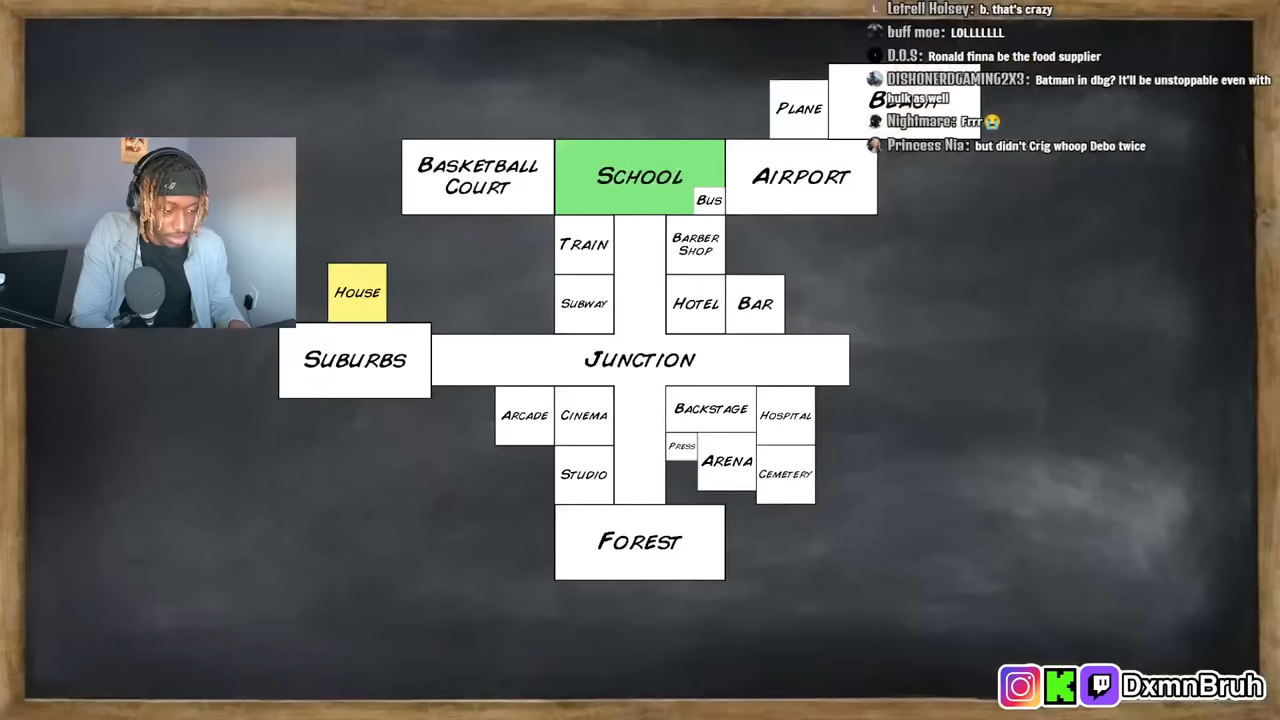 Letrell Holsey: b. that's crazy
buff moe: LOLLLLLLL
D.O.S: Ronald finna be the food supplier
DISHONERDGAMING2X3: Batman in dbg? It'll be unstoppable even with
hulk as well
Nightmare: Frrr😭
Princess Nia: but didn't Crig whoop Debo twice
PLANE
BEACH
BASKETBALL
COURT
SCHOOL
BUS
AIRPORT
TRAIN
BARBER
SHOP
HOUSE
SUBWAY
HOTEL
BAR
SUBURBS
JUNCTION
ARCADE
CINEMA
BACKSTAGE
HOSPITAL
PRESS
ARENA
STUDIO
CEMETERY
FOREST
DxmnBruh